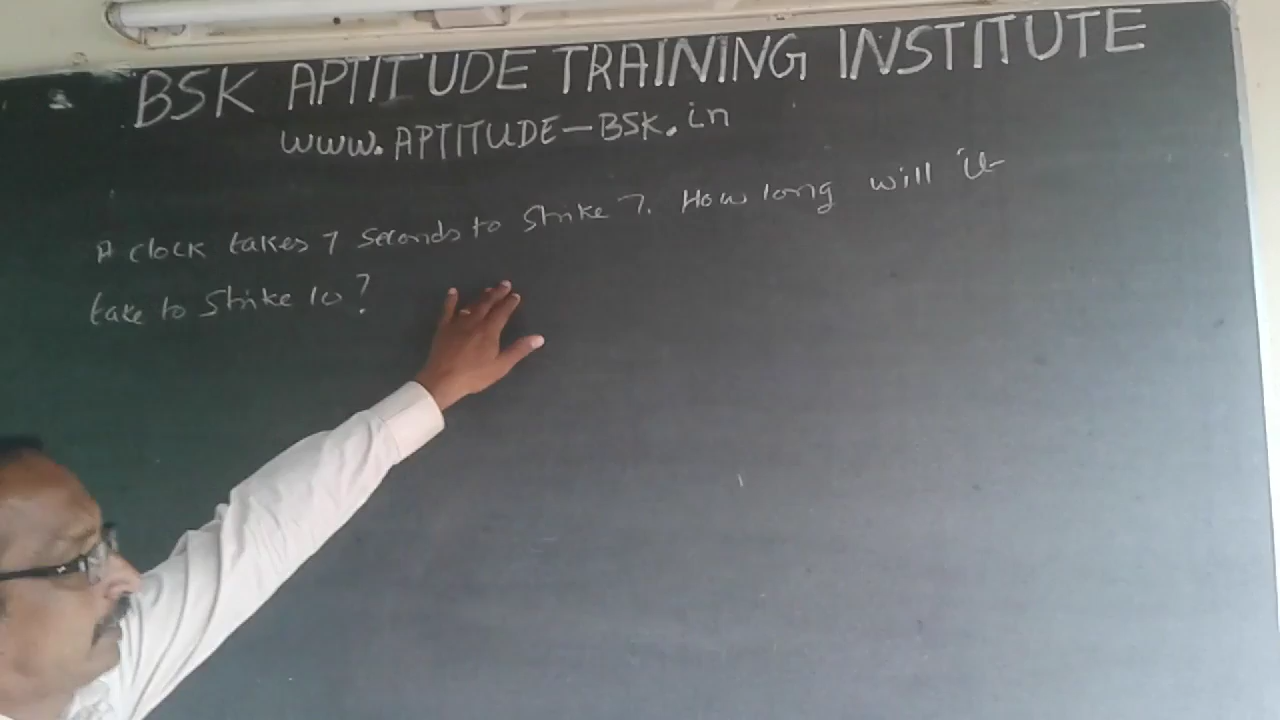 BSK APTITUDE TRAINING INSTITUTE
www.APTITUDE-BSK.in
A clock takes 7 seconds to strike 7. How long will it
take to strike 10?